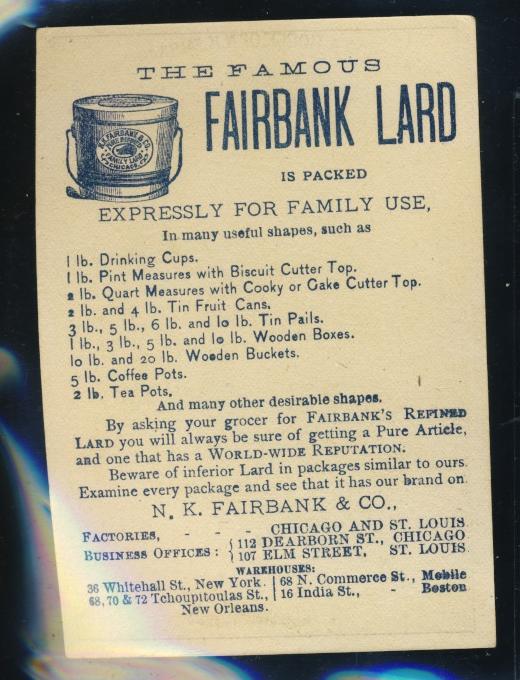 THE FAMOUS
FAIRBANK LARD
N.K. FAIRBANK & CO.
FAMILY LARD
CHICAGO
IS PACKED
EXPRESSLY FOR FAMILY USE,
In many useful shapes, such as
1 lb. Drinking Cups.
1 lb. Pint Measures with Biscuit Cutter Top.
2 lb. Quart Measures with Cooky or Cake Cutter Top.
2 lb. and 4 lb. Tin Fruit Cans.
3 lb., 5 lb., 6 lb. and 10 lb. Tin Pails.
1 lb., 3 lb., 5 lb. and 10 lb. Wooden Boxes.
10 lb. and 20 lb. Wooden Buckets.
5 lb. Coffee Pots.
2 lb. Tea Pots.
And many other desirable shapes.
By asking your grocer for FAIRBANK'S REFINED
LARD you will always be sure of getting a Pure Article,
and one that has a WORLD-WIDE REPUTATION.
Beware of inferior Lard in packages similar to ours.
Examine every package and see that it has our brand on.
N. K. FAIRBANK & CO.,
FACTORIES, - - - CHICAGO AND ST. LOUIS
BUSINESS OFFICES: { 112 DEARBORN ST., CHICAGO
107 ELM STREET, ST. LOUIS
WAREHOUSES:
36 Whitehall St., New York. | 68 N. Commerce St., Mobile
68, 70 & 72 Tchoupitoulas St., | 16 India St., - Boston
New Orleans.